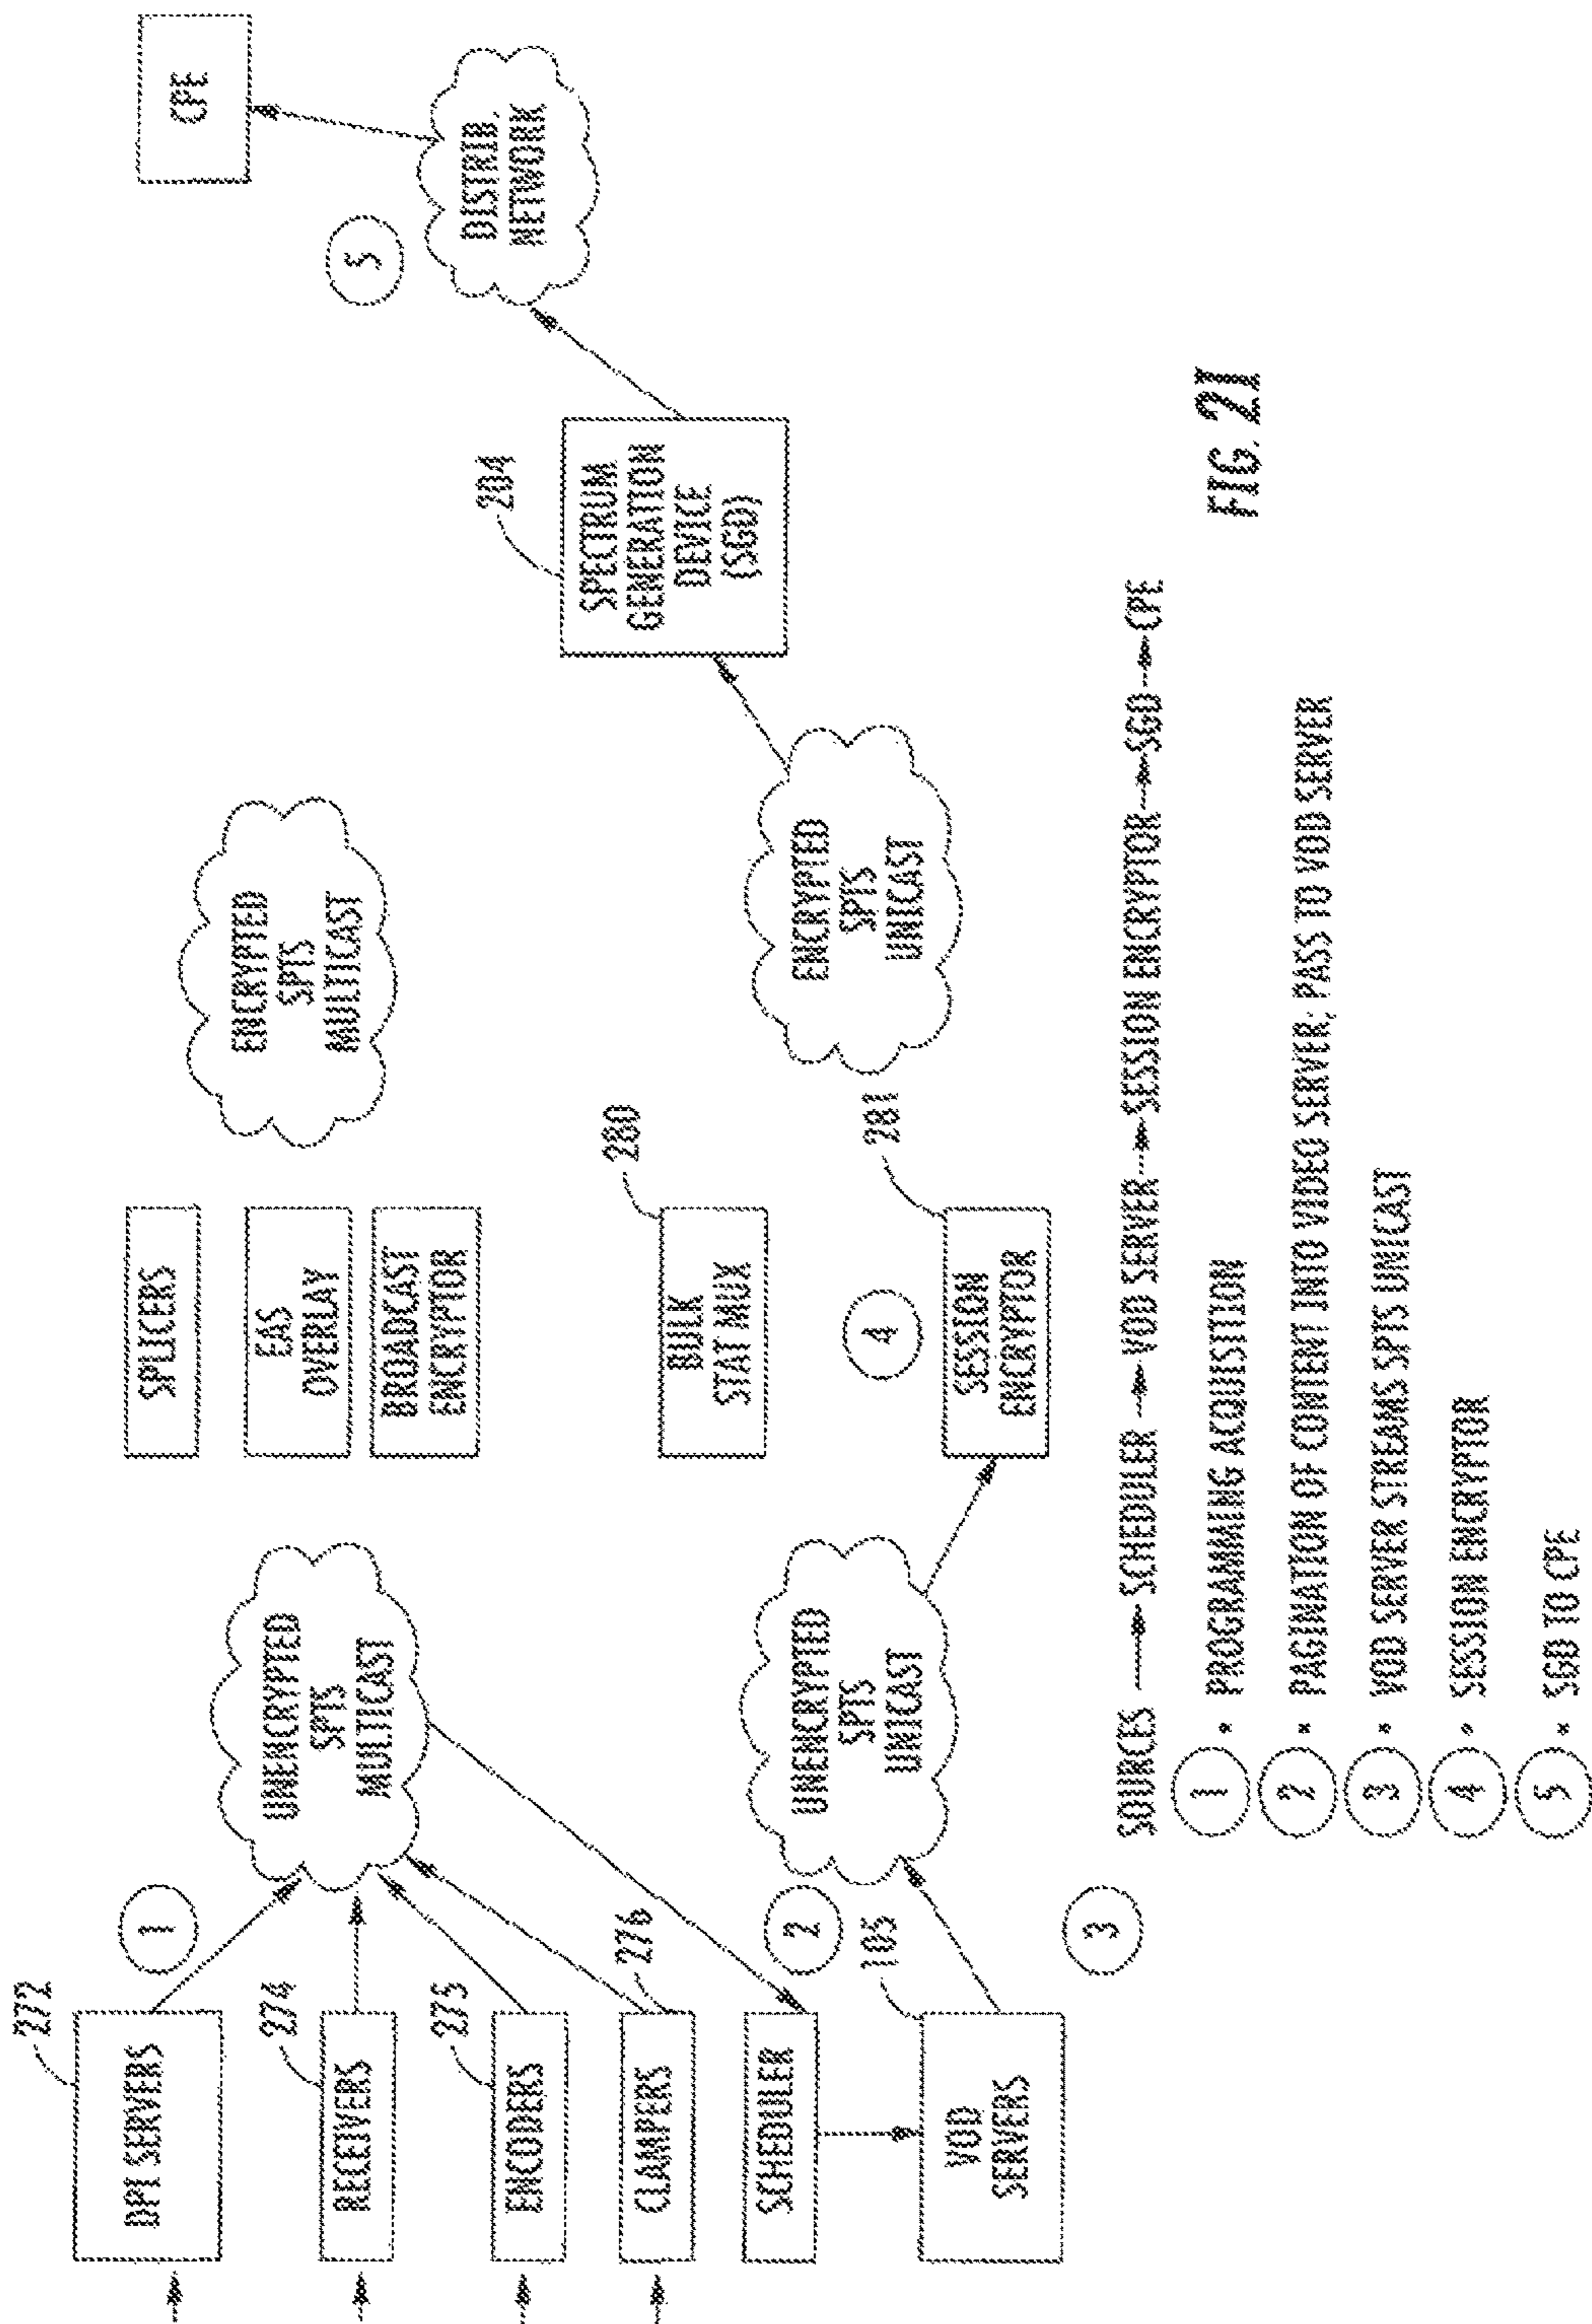 272
DPI SERVERS
1
274
RECEIVERS
275
ENCODERS
276
CLAMPERS
SCHEDULER
2
105
VOD
SERVERS
3
UNENCRYPTED
SPTS
MULTICAST
UNENCRYPTED
SPTS
UNICAST
SPLICERS
EAS
OVERLAY
BROADCAST
ENCRYPTOR
280
BULK
STAT MUX
4
281
SESSION
ENCRYPTOR
ENCRYPTED
SPTS
MULTICAST
ENCRYPTED
SPTS
UNICAST
204
SPECTRUM
GENERATION
DEVICE
(SGD)
5
DISTRIB.
NETWORK
CPE
SOURCES SCHEDULER VOD SERVER SESSION ENCRYPTOR SGD CPE
1 • PROGRAMMING ACQUISITION
2 • PAGINATION OF CONTENT INTO VIDEO SERVER; PASS TO VOD SERVER
3 • VOD SERVER STREAMS SPTS UNICAST
4 • SESSION ENCRYPTOR
5 • SGD TO CPE
FIG. 2I